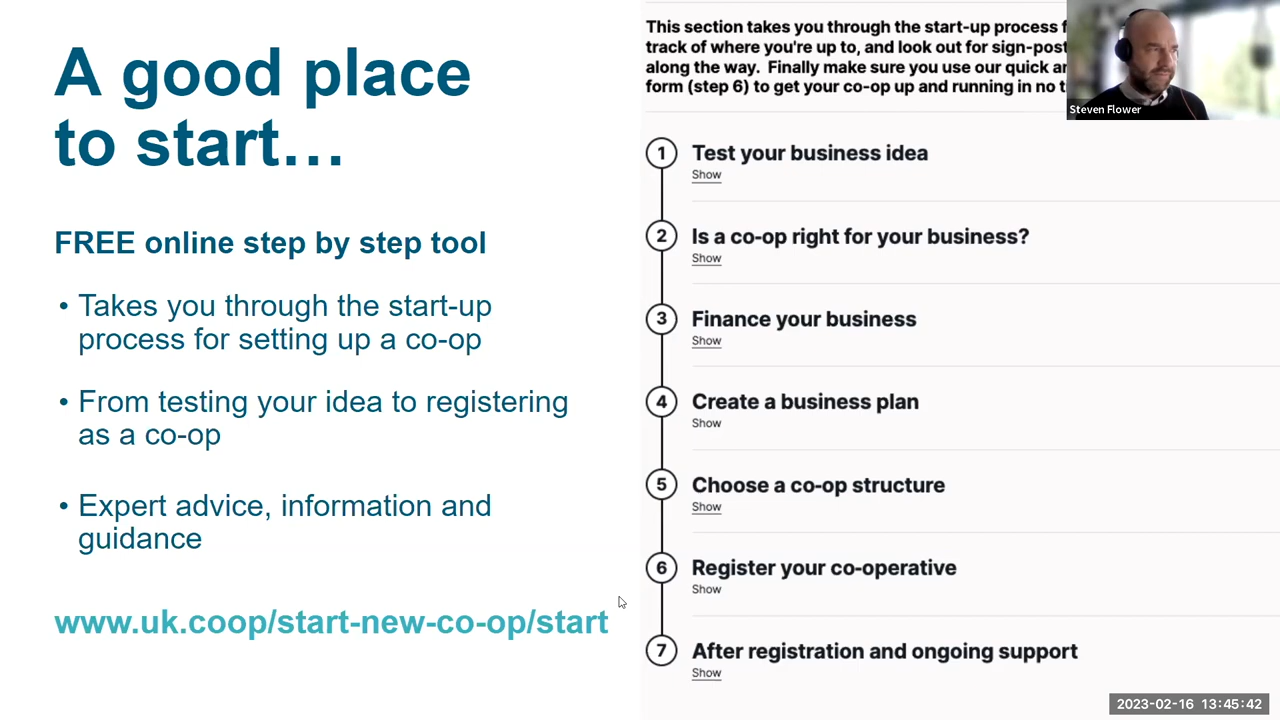 A good place
to start…
FREE online step by step tool
• Takes you through the start-up
process for setting up a co-op
• From testing your idea to registering
as a co-op
• Expert advice, information and
guidance
www.uk.coop/start-new-co-op/start
This section takes you through the start-up process
track of where you're up to, and look out for sign-post
along the way. Finally make sure you use our quick
form (step 6) to get your co-op up and running in no
Steven Flower
1 Test your business idea
Show
2 Is a co-op right for your business?
Show
3 Finance your business
Show
4 Create a business plan
Show
5 Choose a co-op structure
Show
6 Register your co-operative
Show
7 After registration and ongoing support
Show
2023-02-16 13:45:42